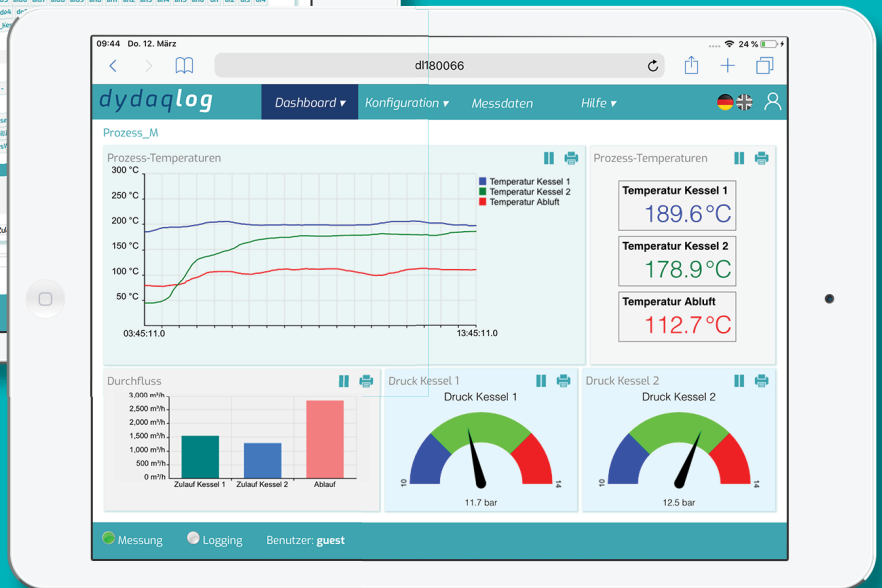 09:44 Do. 12. März
24 %
dl180066
dydaqlog
Dashboard ▾
Konfiguration ▾
Messdaten
Hilfe ▾
Prozess_M
Prozess-Temperaturen
300 °C
250 °C
200 °C
150 °C
100 °C
50 °C
03:45:11.0
13:45:11.0
Temperatur Kessel 1
Temperatur Kessel 2
Temperatur Abluft
Prozess-Temperaturen
Temperatur Kessel 1
189.6°C
Temperatur Kessel 2
178.9°C
Temperatur Abluft
112.7°C
Durchfluss
3,000 m³/h
2,500 m³/h
2,000 m³/h
1,500 m³/h
1,000 m³/h
500 m³/h
0 m³/h
Zulauf Kessel 1
Zulauf Kessel 2
Ablauf
Druck Kessel 1
Druck Kessel 1
10
14
11.7 bar
Druck Kessel 2
Druck Kessel 2
10
14
12.5 bar
Messung
Logging
Benutzer: guest